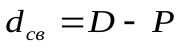 d_св = D - P